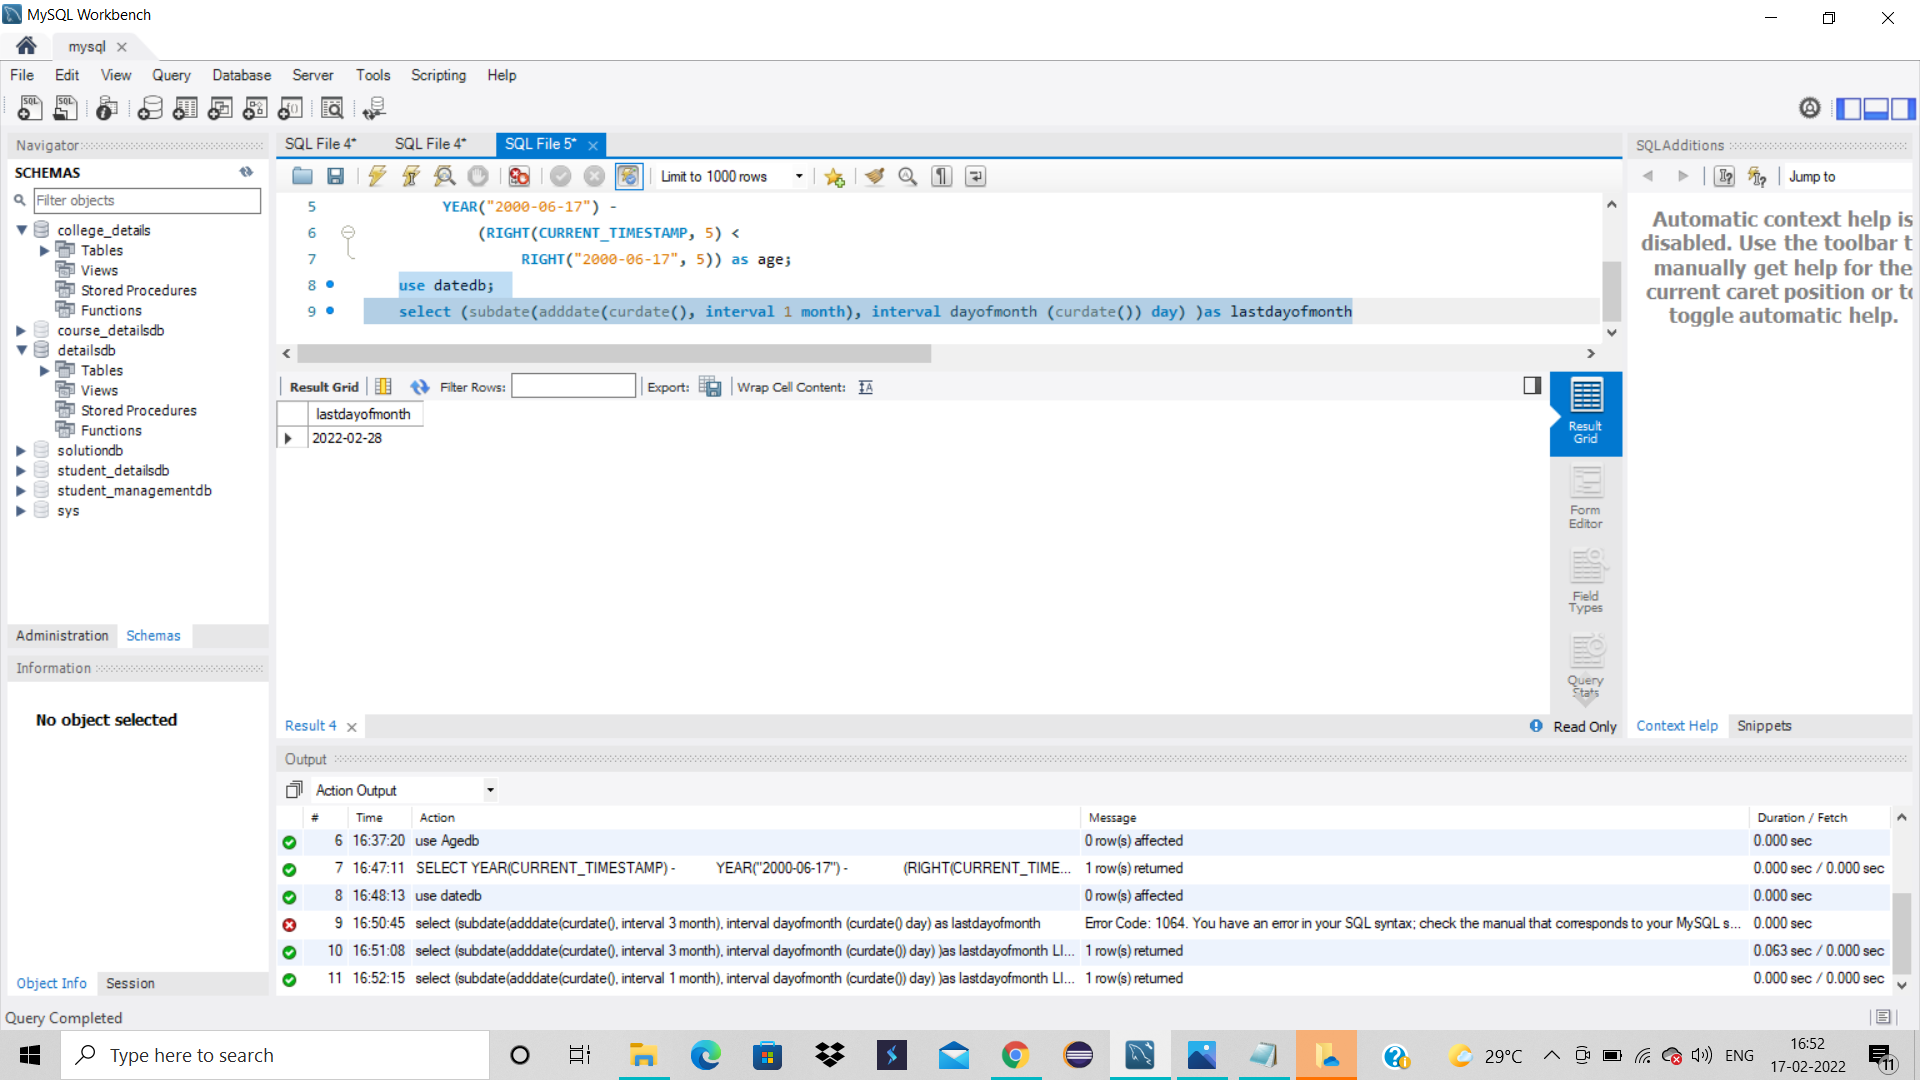 MySQL Workbench
mysql
File Edit View Query Database Server Tools Scripting Help
Navigator
SCHEMAS
Filter objects
college_details
Tables
Views
Stored Procedures
Functions
course_detailsdb
detailsdb
Tables
Views
Stored Procedures
Functions
solutiondb
student_detailsdb
student_managementdb
sys
Administration Schemas
Information
No object selected
Object Info Session
SQL File 4* SQL File 4* SQL File 5*
Limit to 1000 rows
5 YEAR("2000-06-17") -
6 (RIGHT(CURRENT_TIMESTAMP, 5) <
7 RIGHT("2000-06-17", 5)) as age;
8 use datedb;
9 select (subdate(adddate(curdate(), interval 1 month), interval dayofmonth (curdate()) day) )as lastdayofmonth
Result Grid Filter Rows: Export: Wrap Cell Content:
lastdayofmonth
2022-02-28
Result Grid
Form Editor
Field Types
Query Stats
Result 4
Read Only
SQLAdditions
Jump to
Automatic context help is
disabled. Use the toolbar t
manually get help for the
current caret position or to
toggle automatic help.
Context Help Snippets
Output
Action Output
# Time Action Message Duration / Fetch
6 16:37:20 use Agedb 0 row(s) affected 0.000 sec
7 16:47:11 SELECT YEAR(CURRENT_TIMESTAMP) - YEAR("2000-06-17") - (RIGHT(CURRENT_TIME... 1 row(s) returned 0.000 sec / 0.000 sec
8 16:48:13 use datedb 0 row(s) affected 0.000 sec
9 16:50:45 select (subdate(adddate(curdate(), interval 3 month), interval dayofmonth (curdate() day) as lastdayofmonth Error Code: 1064. You have an error in your SQL syntax; check the manual that corresponds to your MySQL s... 0.000 sec
10 16:51:08 select (subdate(adddate(curdate(), interval 3 month), interval dayofmonth (curdate()) day) )as lastdayofmonth LI... 1 row(s) returned 0.063 sec / 0.000 sec
11 16:52:15 select (subdate(adddate(curdate(), interval 1 month), interval dayofmonth (curdate()) day) )as lastdayofmonth LI... 1 row(s) returned 0.000 sec / 0.000 sec
Query Completed
Type here to search
29°C
ENG
16:52
17-02-2022
11